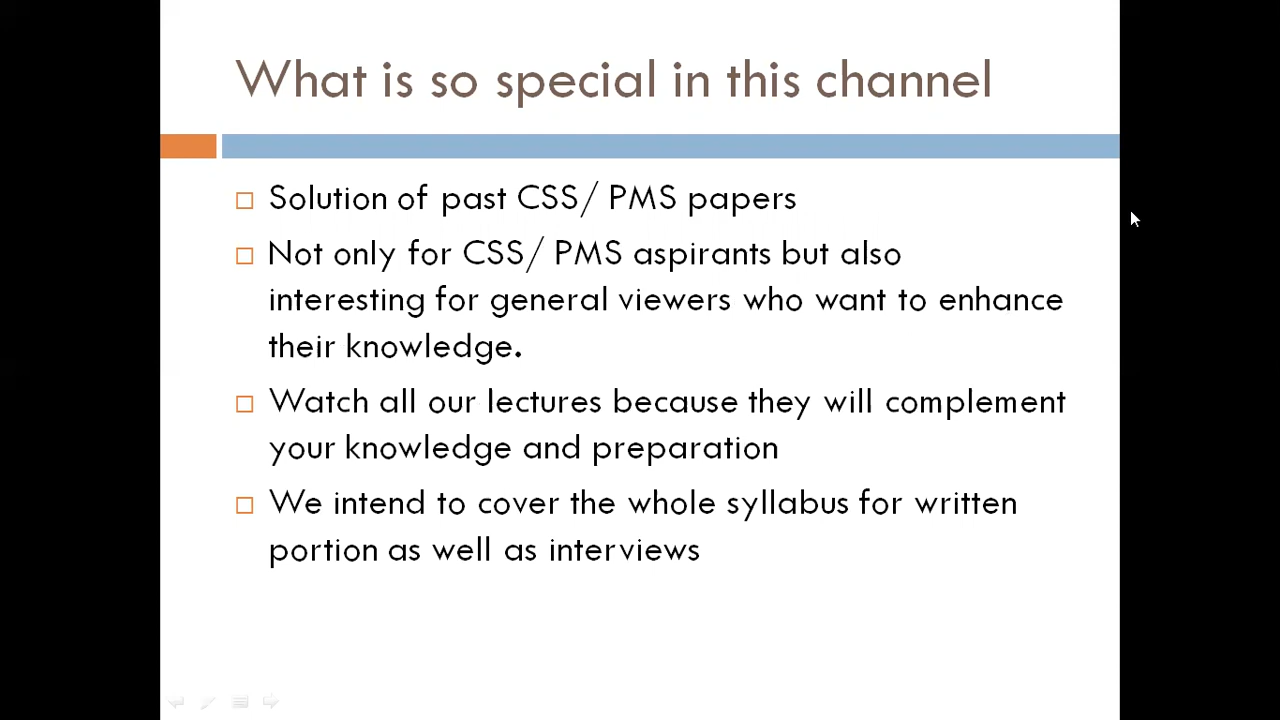 What is so special in this channel
Solution of past CSS/ PMS papers
Not only for CSS/ PMS aspirants but also
interesting for general viewers who want to enhance
their knowledge.
Watch all our lectures because they will complement
your knowledge and preparation
We intend to cover the whole syllabus for written
portion as well as interviews